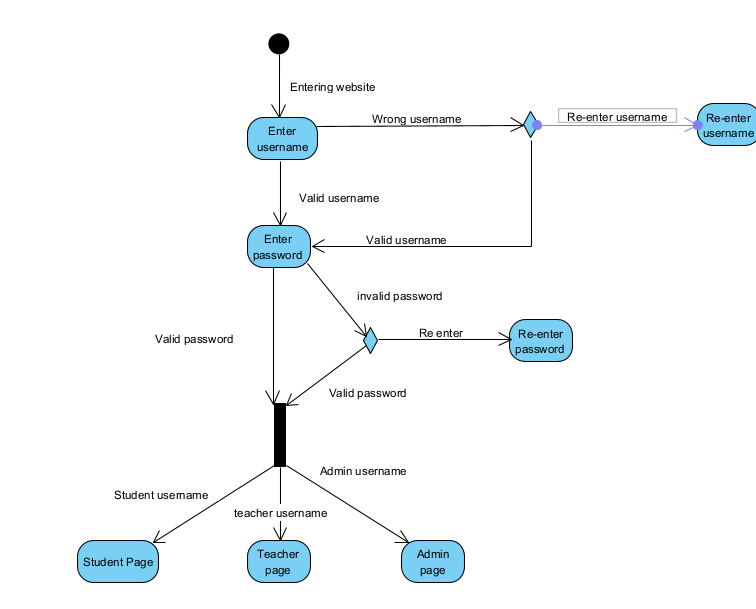 Entering website
Enter
username
Wrong username
Re-enter username
Re-enter
username
Valid username
Enter
password
Valid username
invalid password
Valid password
Re enter
Re-enter
password
Valid password
Admin username
Student username
teacher username
Student Page
Teacher
page
Admin
page